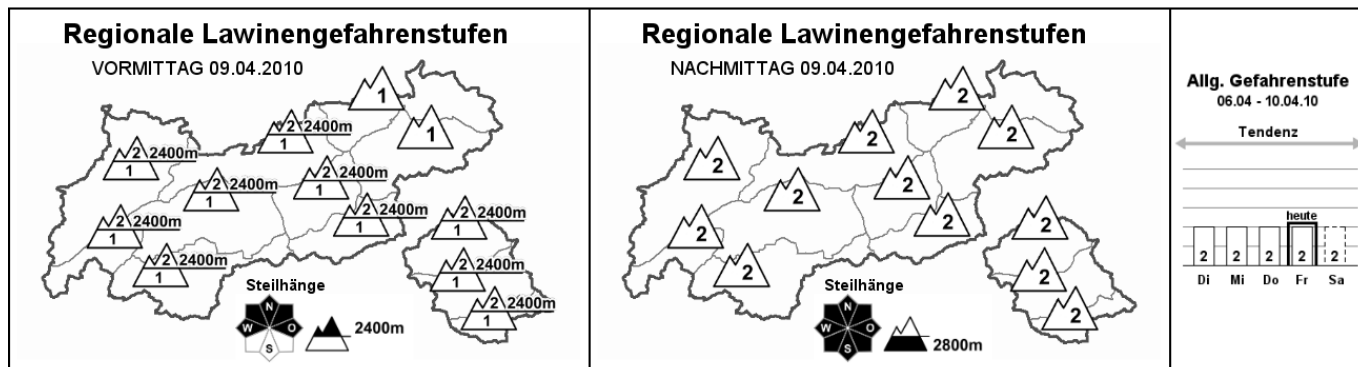 Regionale Lawinengefahrenstufen
VORMITTAG 09.04.2010
1
1
2 2400m
1
2 2400m
1
2 2400m
1
2 2400m
1
2 2400m
1
2 2400m
1
2 2400m
1
2 2400m
1
2 2400m
1
2 2400m
1
Steilhänge
N
W O
S
2400m
Regionale Lawinengefahrenstufen
NACHMITTAG 09.04.2010
2
2
2
2
2
2
2
2
2
2
2
2
Steilhänge
N
W O
S
2800m
Allg. Gefahrenstufe
06.04 - 10.04.10
Tendenz
heute
2 2 2 2 2
Di Mi Do Fr Sa